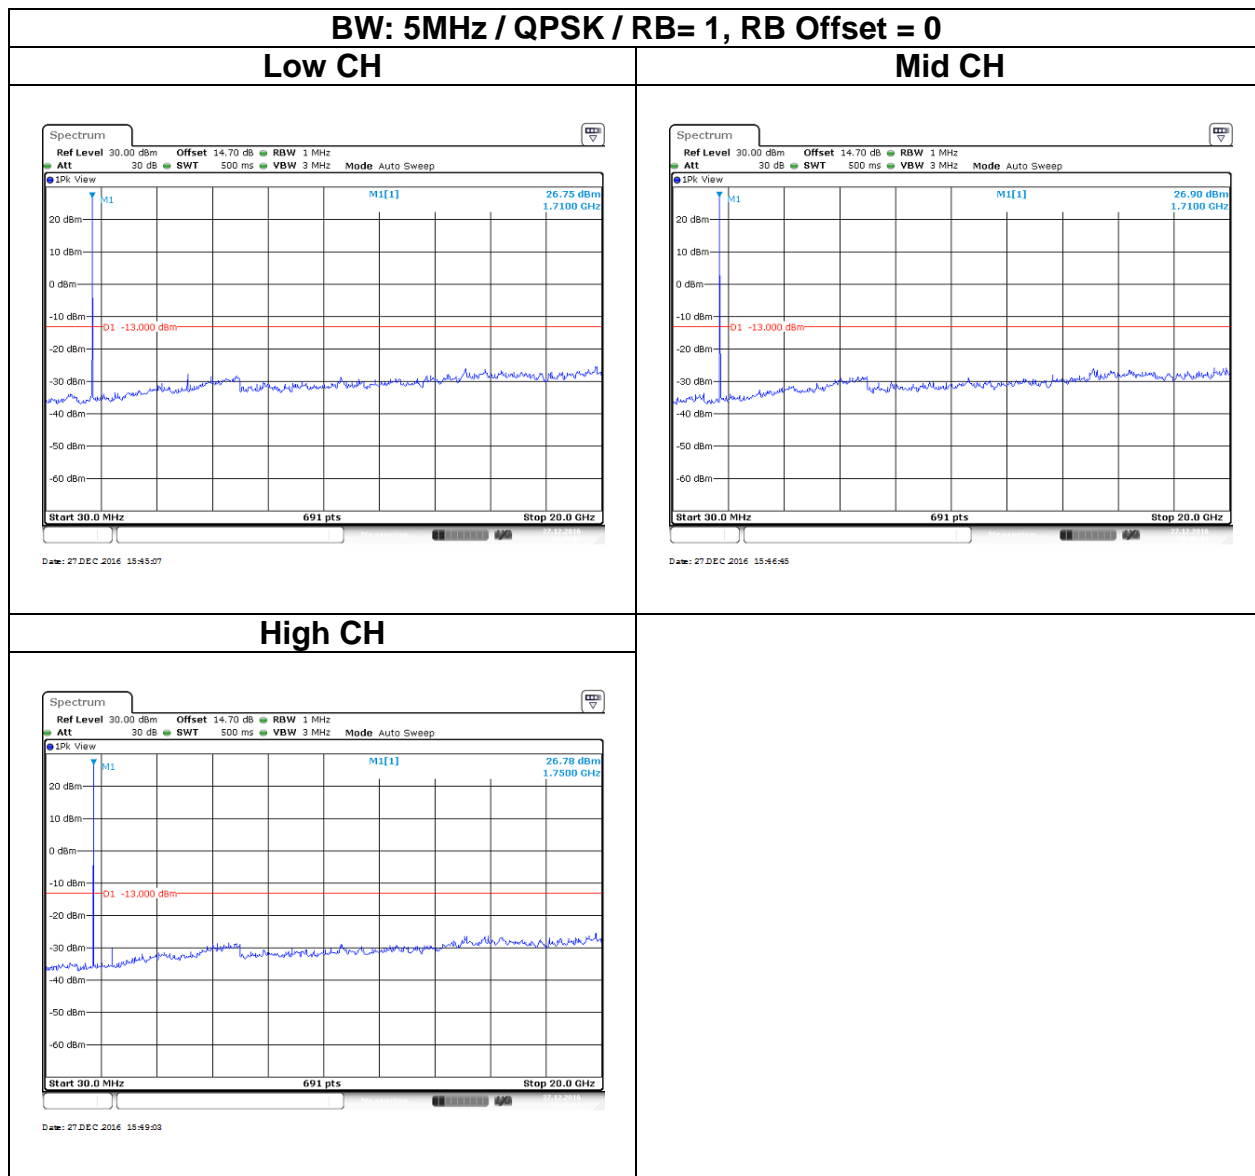 BW: 5MHz / QPSK / RB= 1, RB Offset = 0
Low CH
Mid CH
Spectrum
Ref Level 30.00 dBm Offset 14.70 dB RBW 1 MHz
Att 30 dB SWT 500 ms VBW 3 MHz Mode Auto Sweep
1Pk View
M1
M1[1] 26.75 dBm
1.7100 GHz
20 dBm
10 dBm
0 dBm
-10 dBm
D1 -13.000 dBm
-20 dBm
-30 dBm
-40 dBm
-50 dBm
-60 dBm
Start 30.0 MHz 691 pts Stop 20.0 GHz
Date: 27.DEC.2016 15:45:07
Spectrum
Ref Level 30.00 dBm Offset 14.70 dB RBW 1 MHz
Att 30 dB SWT 500 ms VBW 3 MHz Mode Auto Sweep
1Pk View
M1
M1[1] 26.90 dBm
1.7100 GHz
20 dBm
10 dBm
0 dBm
-10 dBm
D1 -13.000 dBm
-20 dBm
-30 dBm
-40 dBm
-50 dBm
-60 dBm
Start 30.0 MHz 691 pts Stop 20.0 GHz
Date: 27.DEC.2016 15:46:45
High CH
Spectrum
Ref Level 30.00 dBm Offset 14.70 dB RBW 1 MHz
Att 30 dB SWT 500 ms VBW 3 MHz Mode Auto Sweep
1Pk View
M1
M1[1] 26.78 dBm
1.7500 GHz
20 dBm
10 dBm
0 dBm
-10 dBm
D1 -13.000 dBm
-20 dBm
-30 dBm
-40 dBm
-50 dBm
-60 dBm
Start 30.0 MHz 691 pts Stop 20.0 GHz
Date: 27.DEC.2016 15:49:03